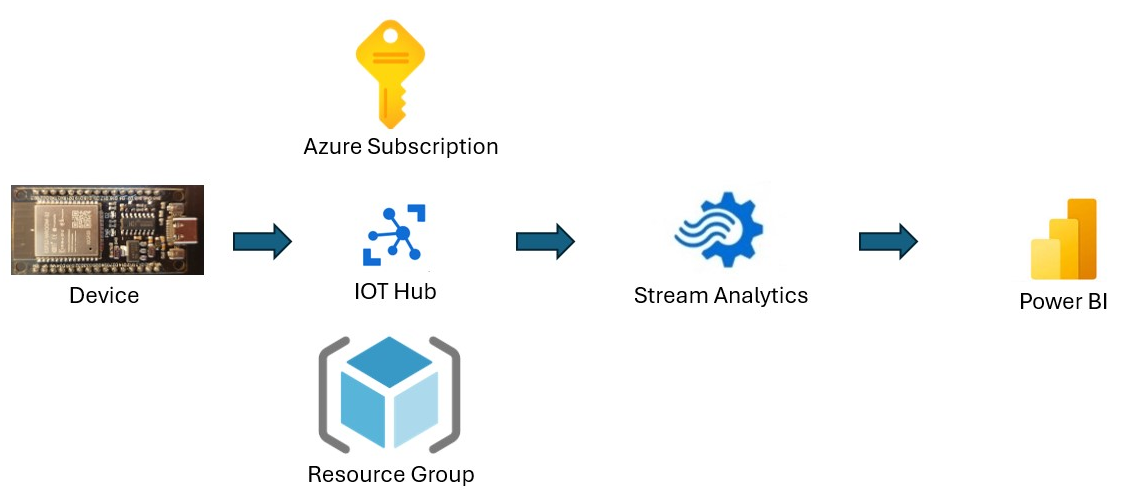 Azure Subscription
Device
IOT Hub
Stream Analytics
Power BI
Resource Group